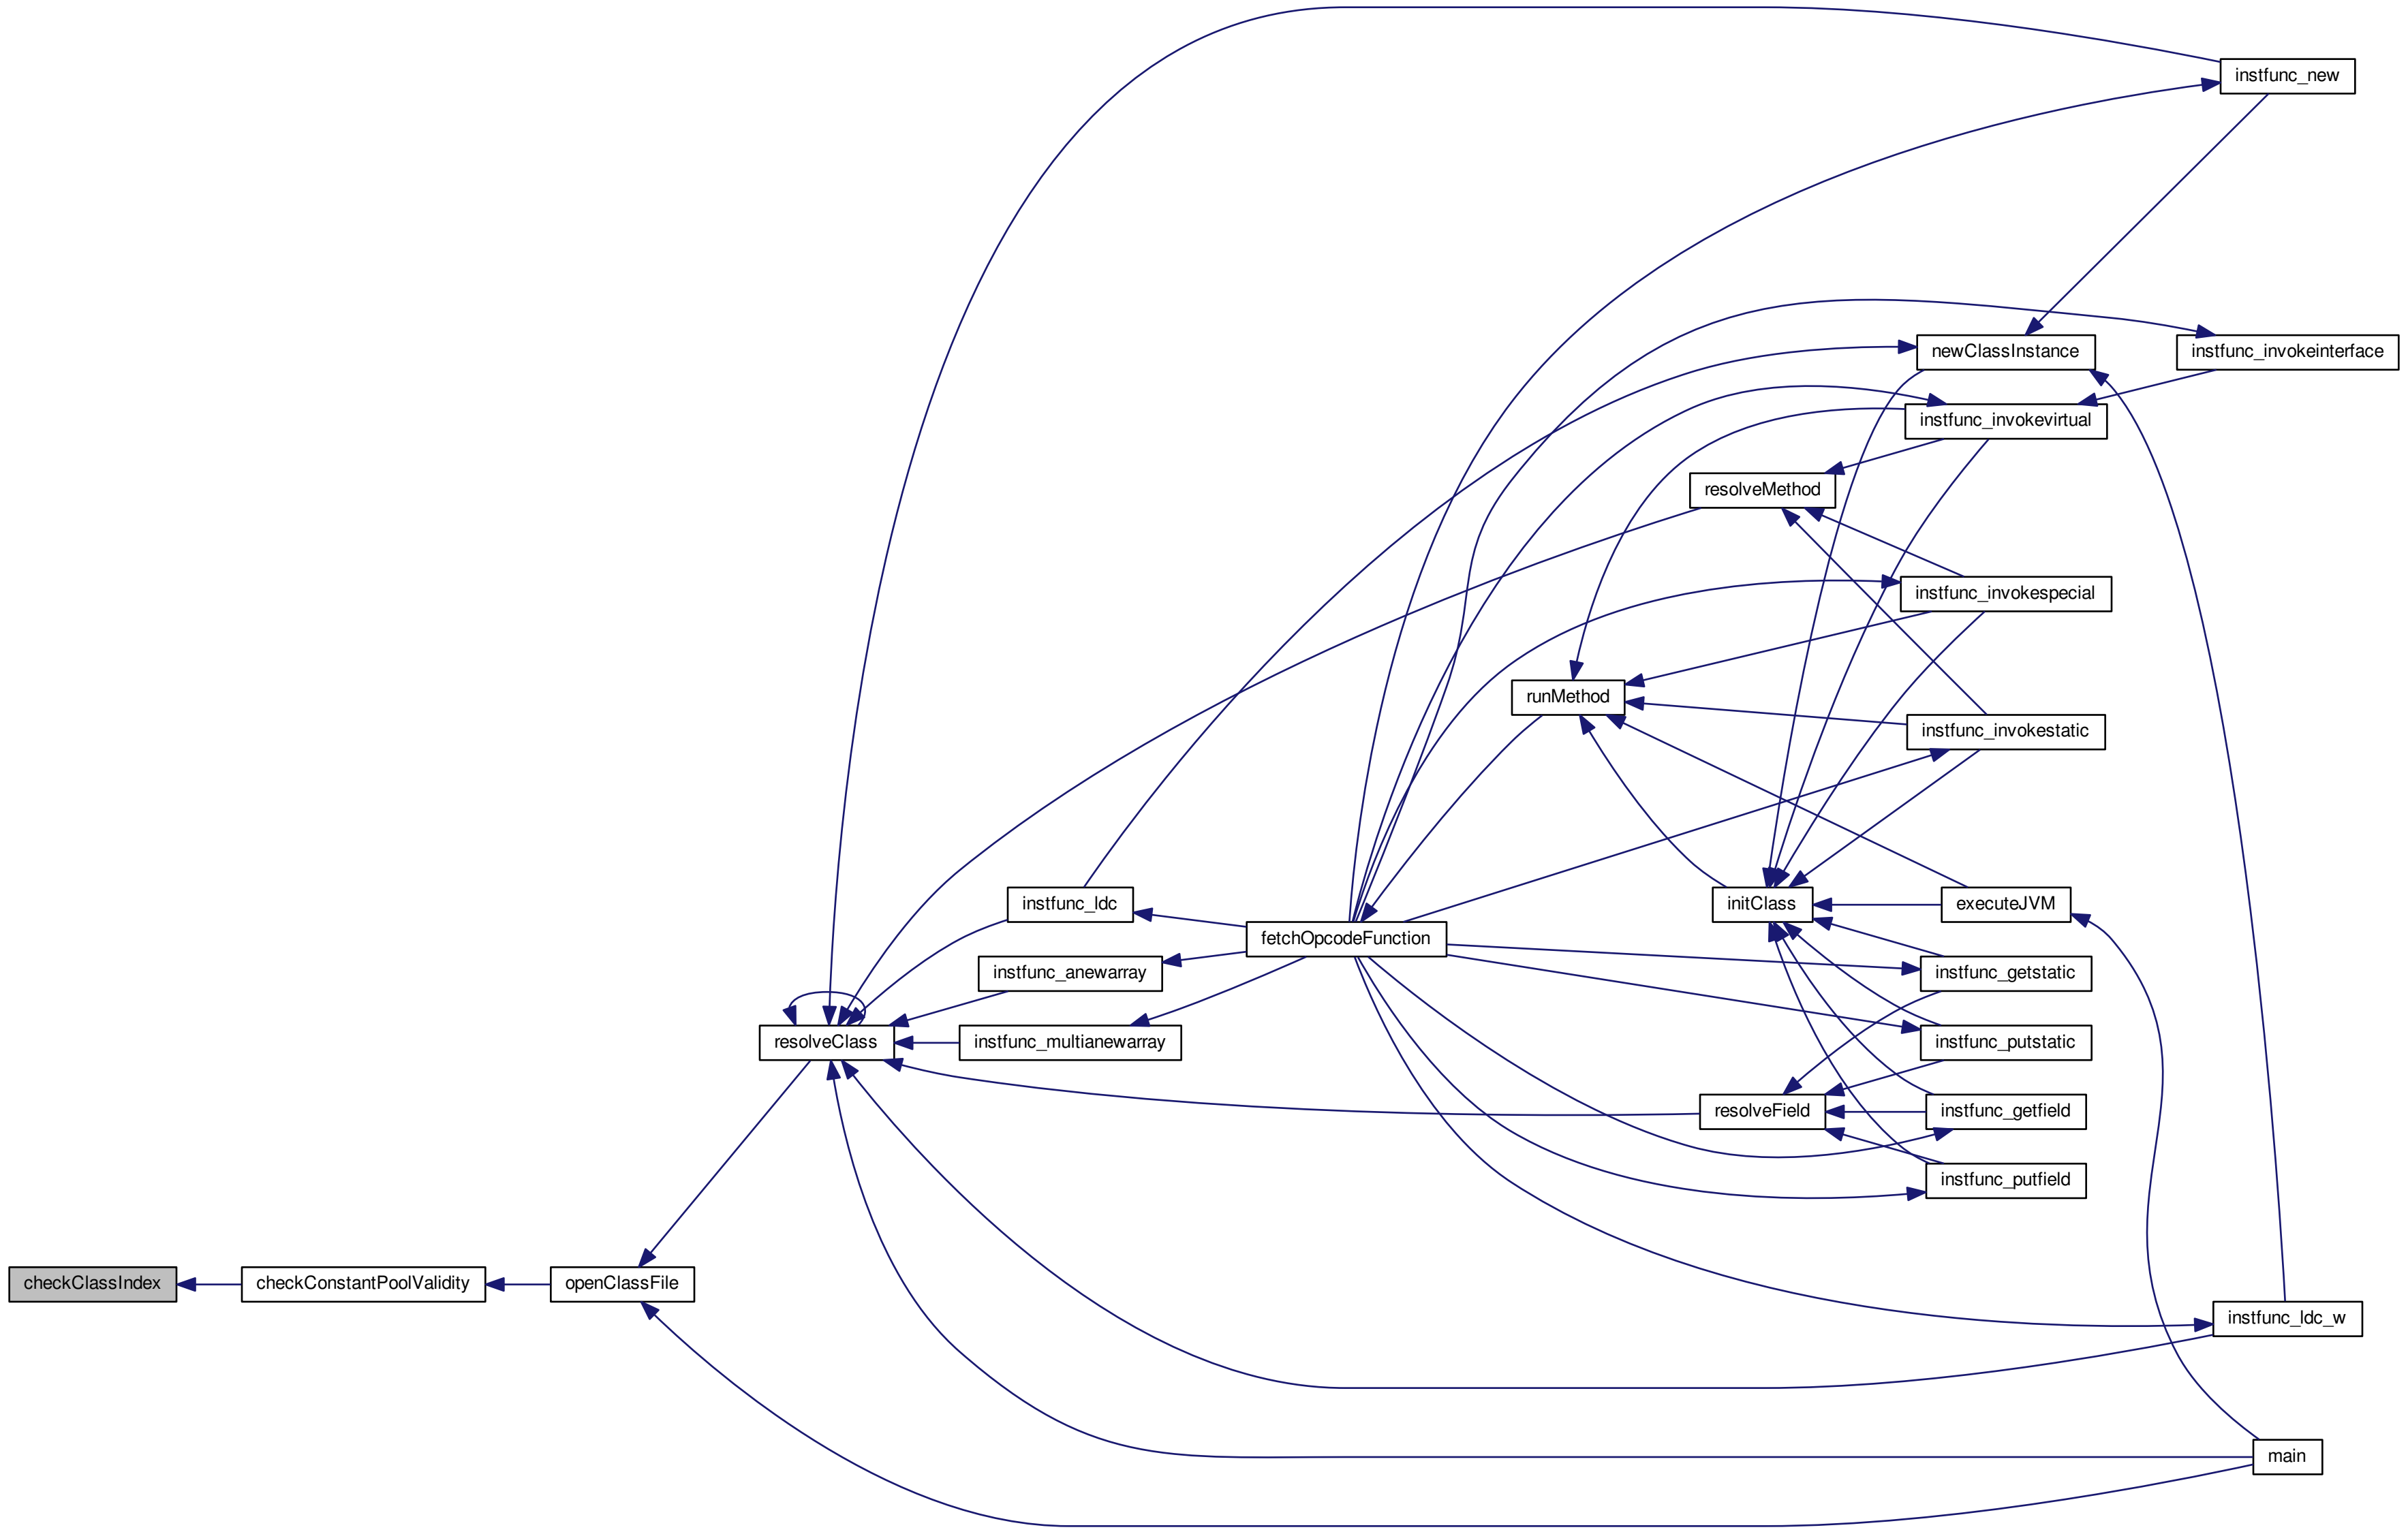 instfunc_new
newClassInstance
instfunc_invokeinterface
instfunc_invokevirtual
resolveMethod
instfunc_invokespecial
runMethod
instfunc_invokestatic
instfunc_ldc
initClass
executeJVM
fetchOpcodeFunction
instfunc_anewarray
instfunc_getstatic
resolveClass
instfunc_multianewarray
instfunc_putstatic
resolveField
instfunc_getfield
instfunc_putfield
checkClassIndex
checkConstantPoolValidity
openClassFile
instfunc_ldc_w
main